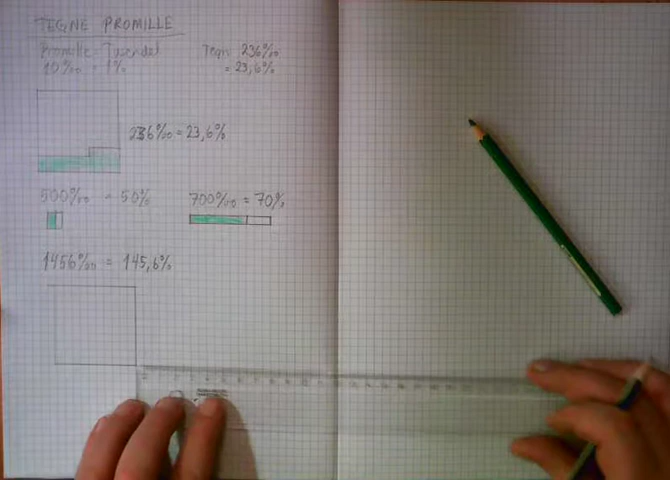 TEGNE PROMILLE
Promille = Tusendel
10‰ = 1%
Tegn 236‰
= 23,6%
236‰ = 23,6%
500‰ = 50%
700‰ = 70%
1456‰ = 145,6%